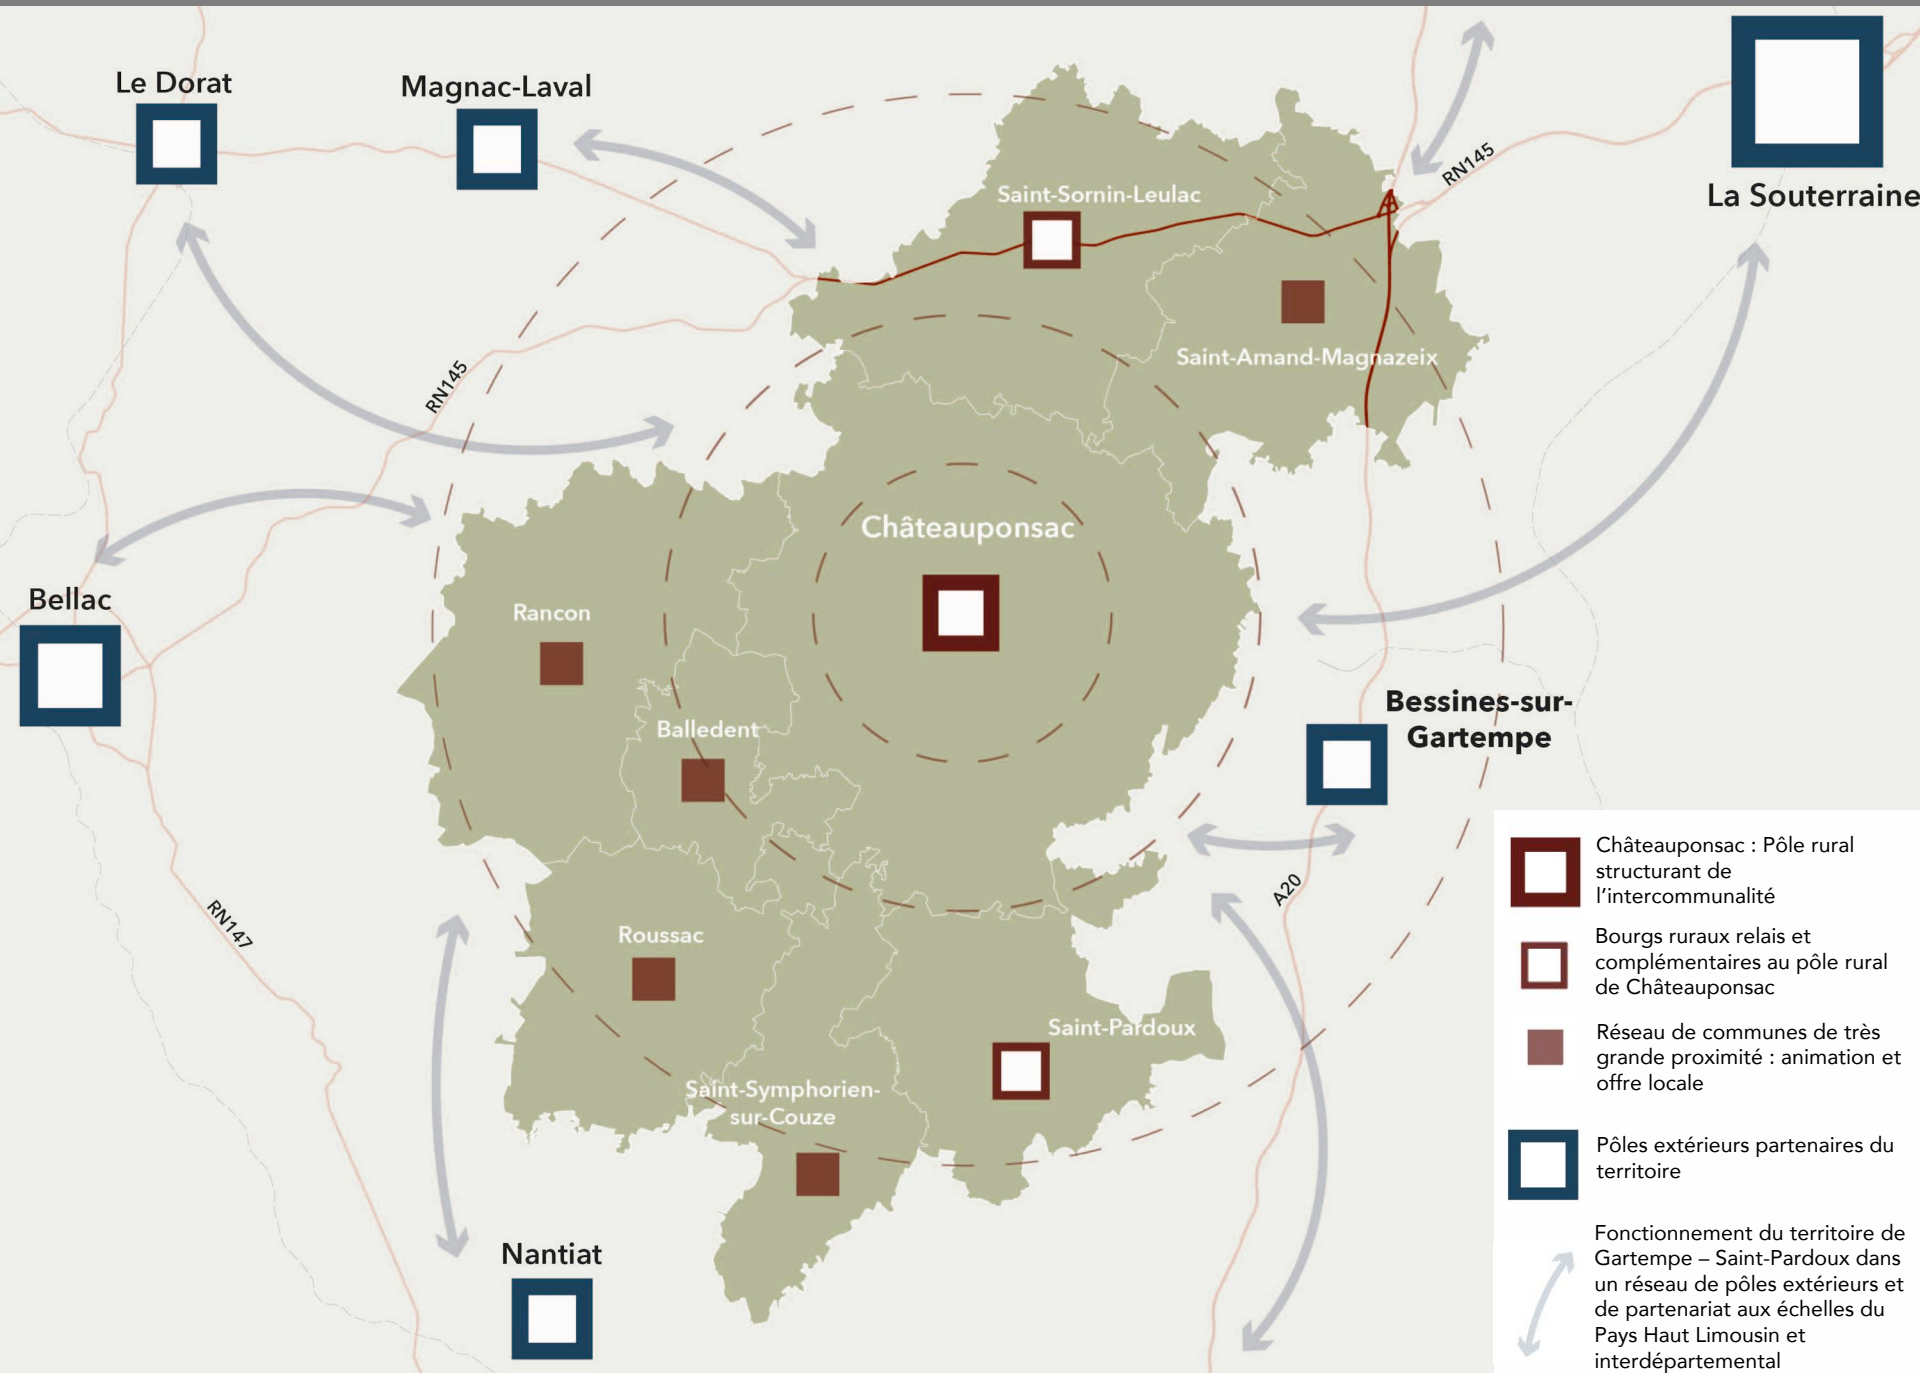 Le Dorat
Magnac-Laval
La Souterraine
RN145
Saint-Sornin-Leulac
Saint-Amand-Magnazeix
RN145
Châteauponsac
Bellac
Rancon
Balledent
Bessines-sur-
Gartempe
A20
RN147
Roussac
Saint-Pardoux
Saint-Symphorien-
sur-Couze
Nantiat
Châteauponsac : Pôle rural
structurant de
l'intercommunalité
Bourgs ruraux relais et
complémentaires au pôle rural
de Châteauponsac
Réseau de communes de très
grande proximité : animation et
offre locale
Pôles extérieurs partenaires du
territoire
Fonctionnement du territoire de
Gartempe – Saint-Pardoux dans
un réseau de pôles extérieurs et
de partenariat aux échelles du
Pays Haut Limousin et
interdépartemental